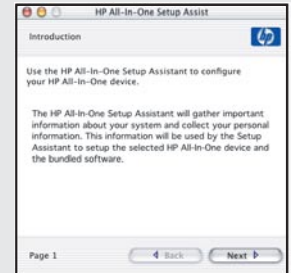 HP All-In-One Setup Assist
Introduction
hp
Use the HP All-In-One Setup Assistant to configure
your HP All-In-One device.
The HP All-In-One Setup Assistant will gather important
information about your system and collect your personal
information. This information will be used by the Setup
Assistant to setup the selected HP All-In-One device and
the bundled software.
Page 1
Back
Next